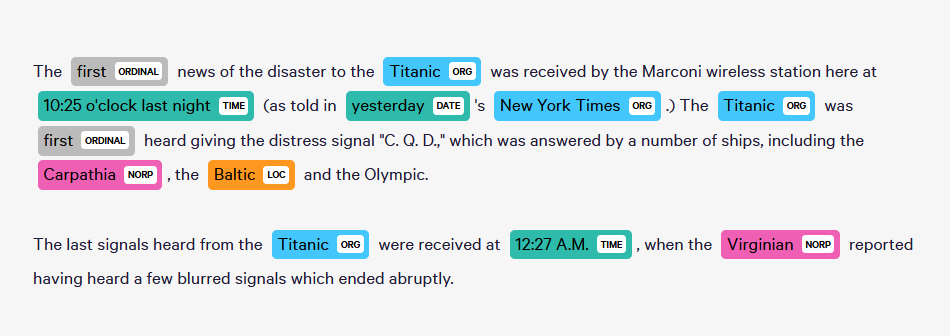 The first ORDINAL news of the disaster to the Titanic ORG was received by the Marconi wireless station here at
10:25 o'clock last night TIME (as told in yesterday DATE 's New York Times ORG .) The Titanic ORG was
first ORDINAL heard giving the distress signal "C. Q. D.," which was answered by a number of ships, including the
Carpathia NORP , the Baltic LOC and the Olympic.
The last signals heard from the Titanic ORG were received at 12:27 A.M. TIME , when the Virginian NORP reported
having heard a few blurred signals which ended abruptly.